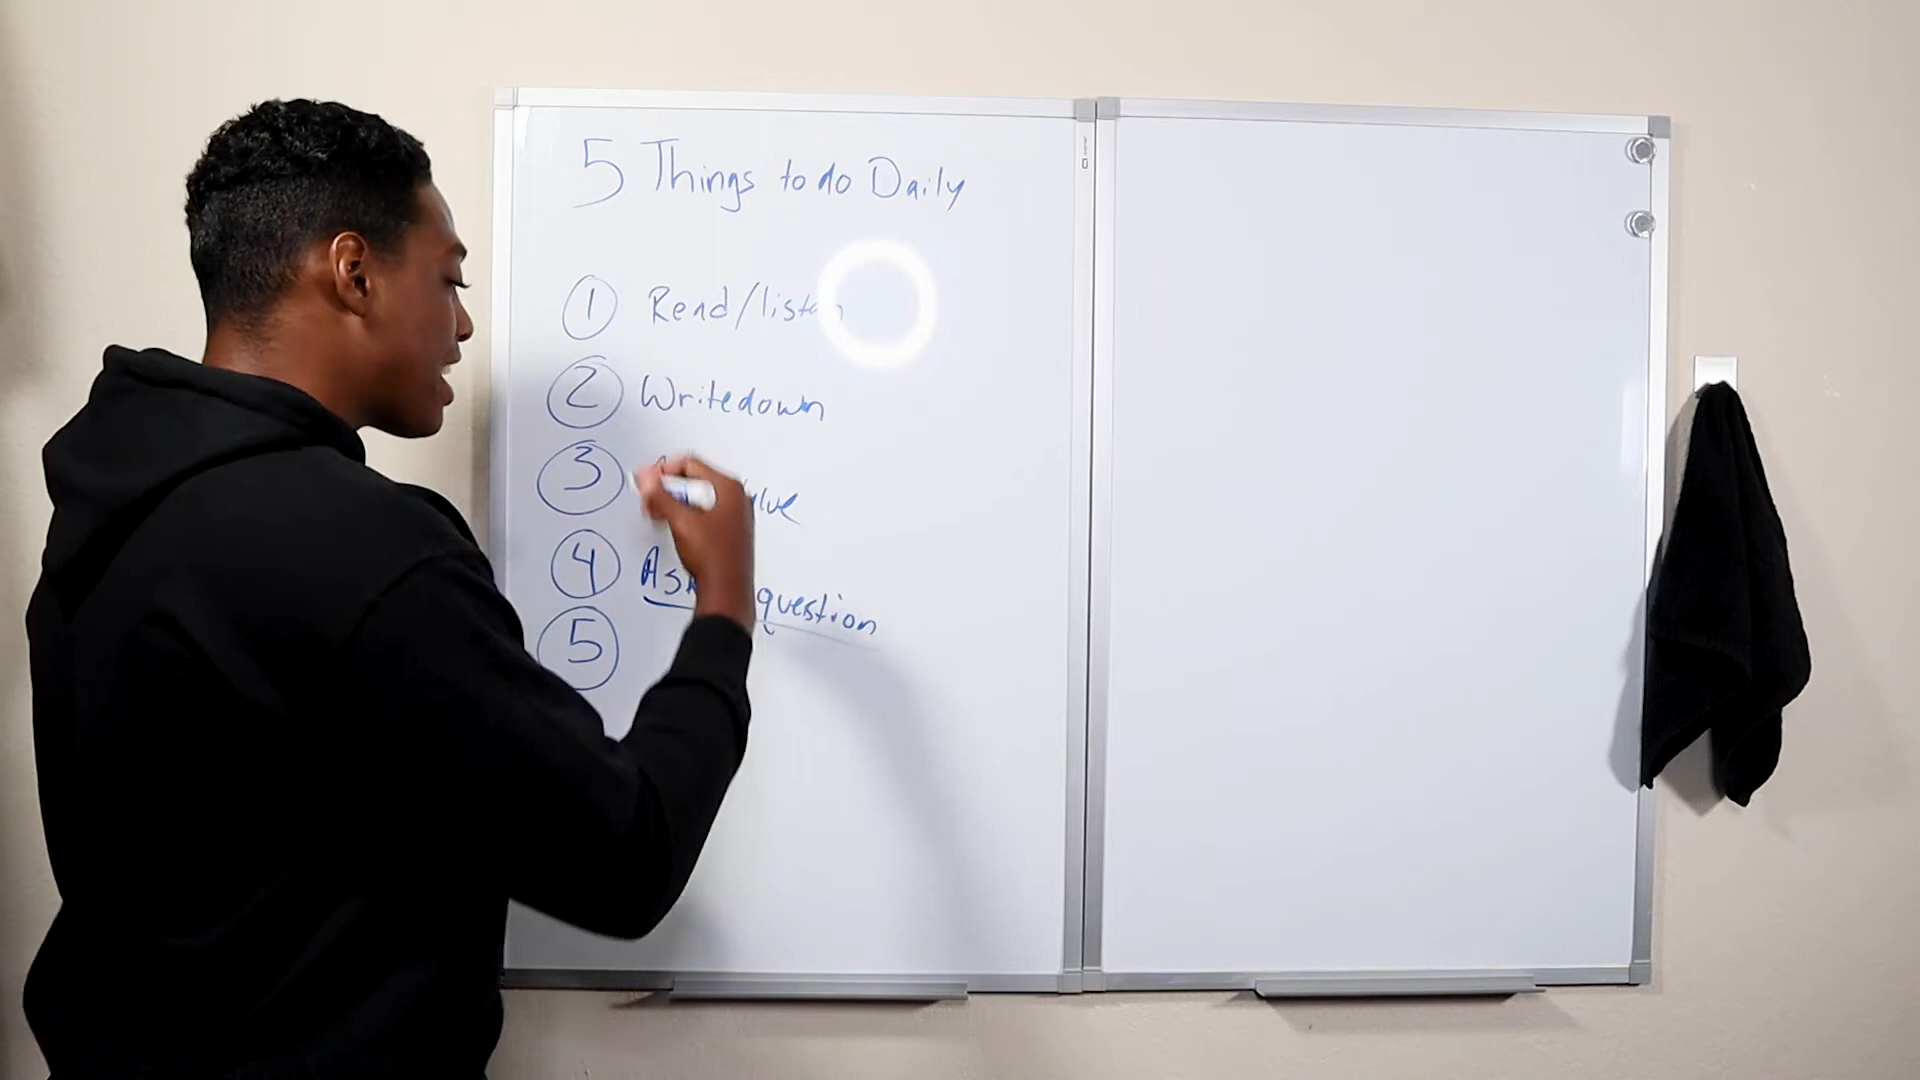 5 Things to do Daily
1 Read/listen
2 Writedown
3
4 Ask question
5